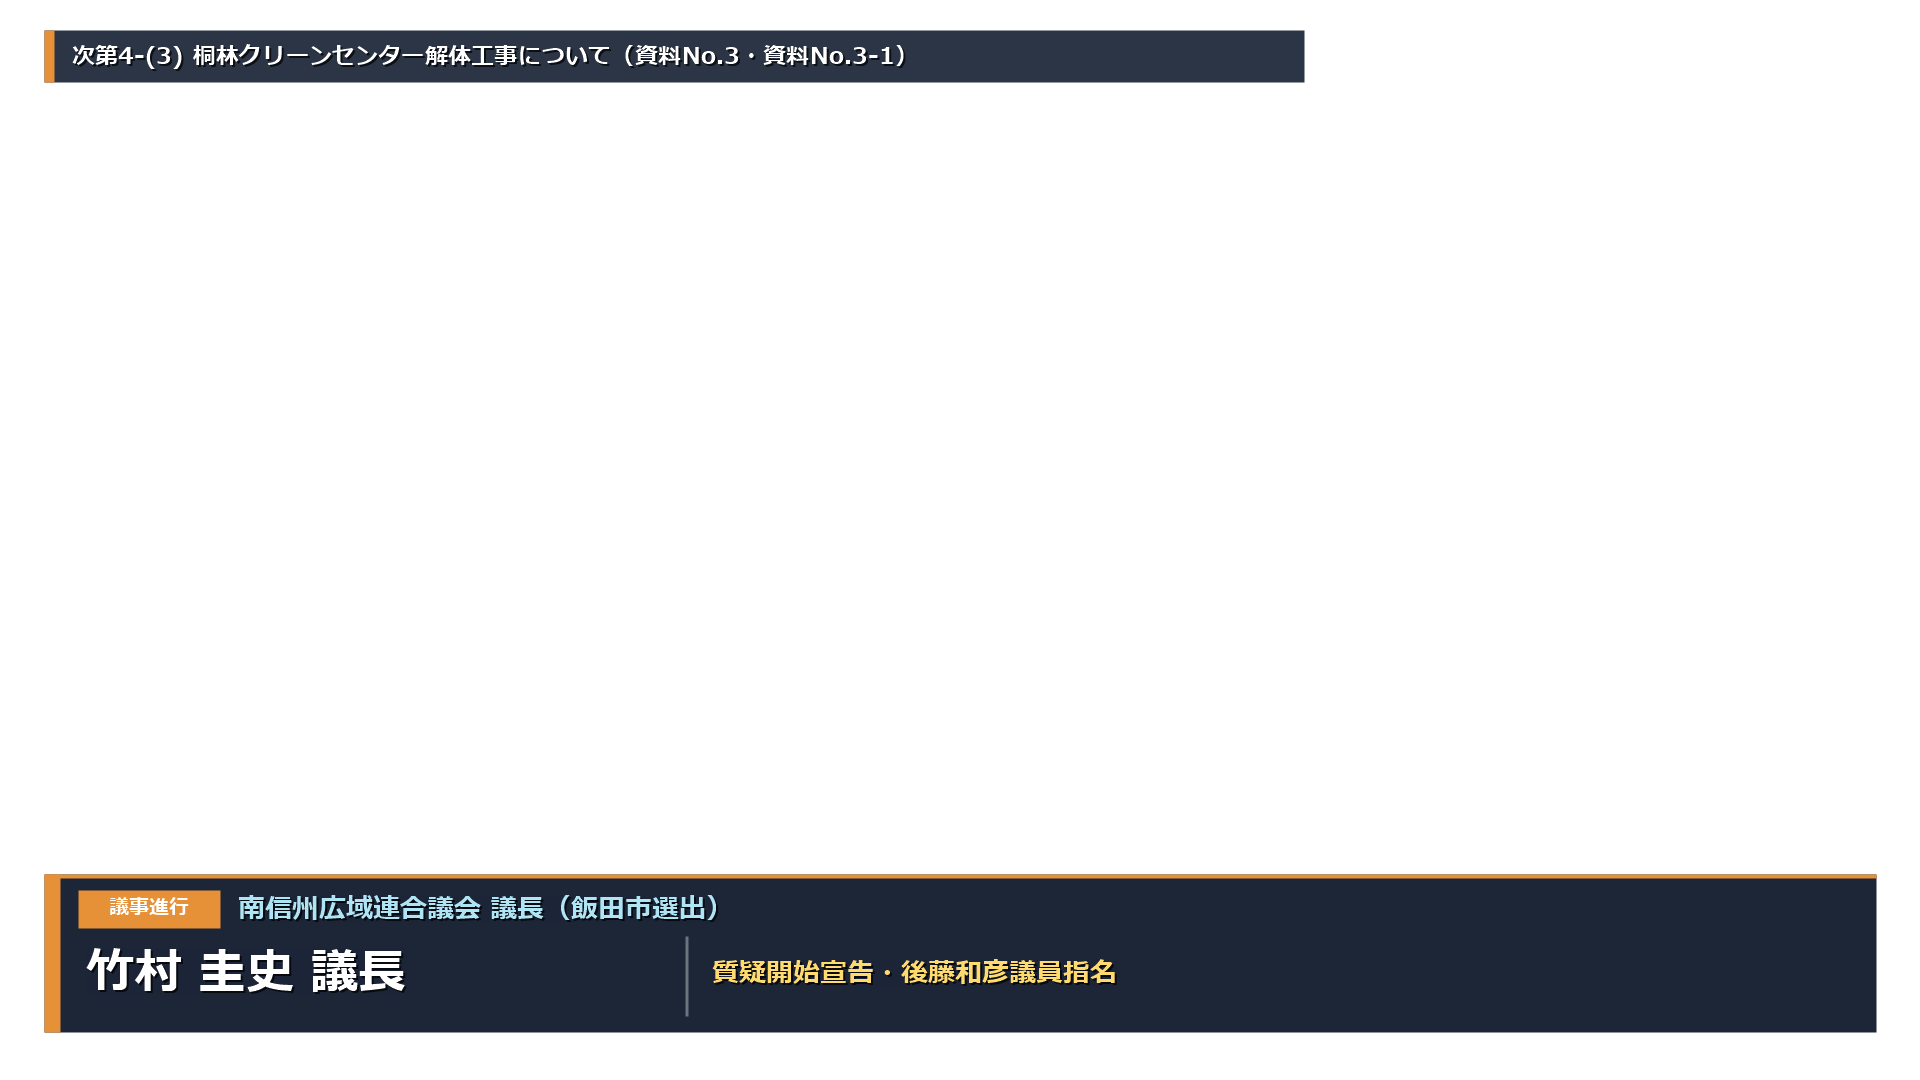 次第4-(3) 桐林クリーンセンター解体工事について（資料No.3・資料No.3-1）
議事進行 南信州広域連合議会 議長（飯田市選出）
竹村 圭史 議長
質疑開始宣告・後藤和彦議員指名